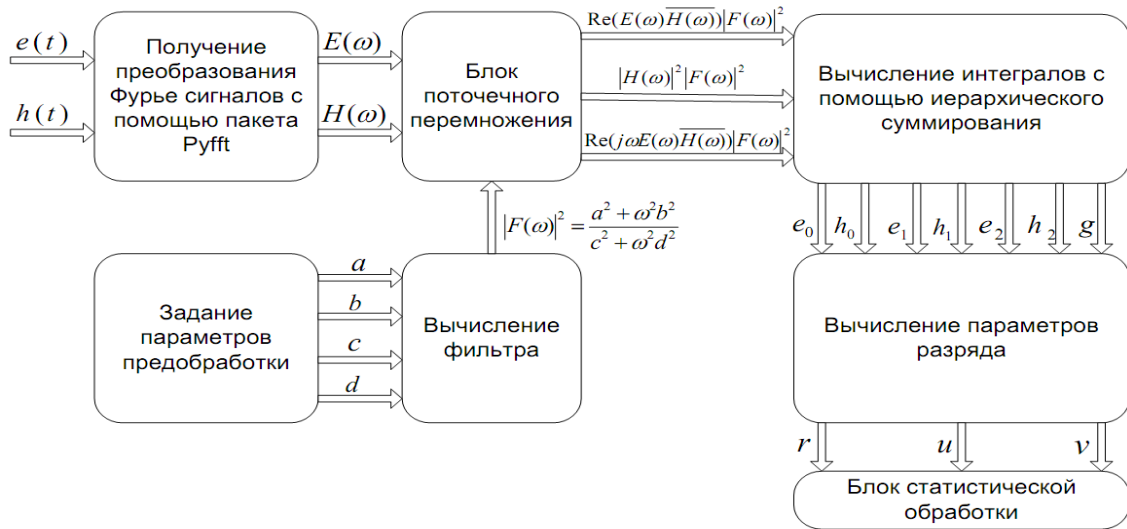 e(t)
h(t)
Получение
преобразования
Фурье сигналов с
помощью пакета
Pyfft
E(ω)
H(ω)
Блок
поточечного
перемножения
Re(E(ω)\overline{H(ω)})|F(ω)|²
|H(ω)|²|F(ω)|²
Re(jωE(ω)\overline{H(ω)})|F(ω)|²
Вычисление интегралов с
помощью иерархического
суммирования
|F(ω)|² = (a² + ω²b²)/(c² + ω²d²)
e₀ h₀ e₁ h₁ e₂ h₂ g
Задание
параметров
предобработки
a
b
c
d
Вычисление
фильтра
Вычисление параметров
разряда
r u v
Блок статистической
обработки